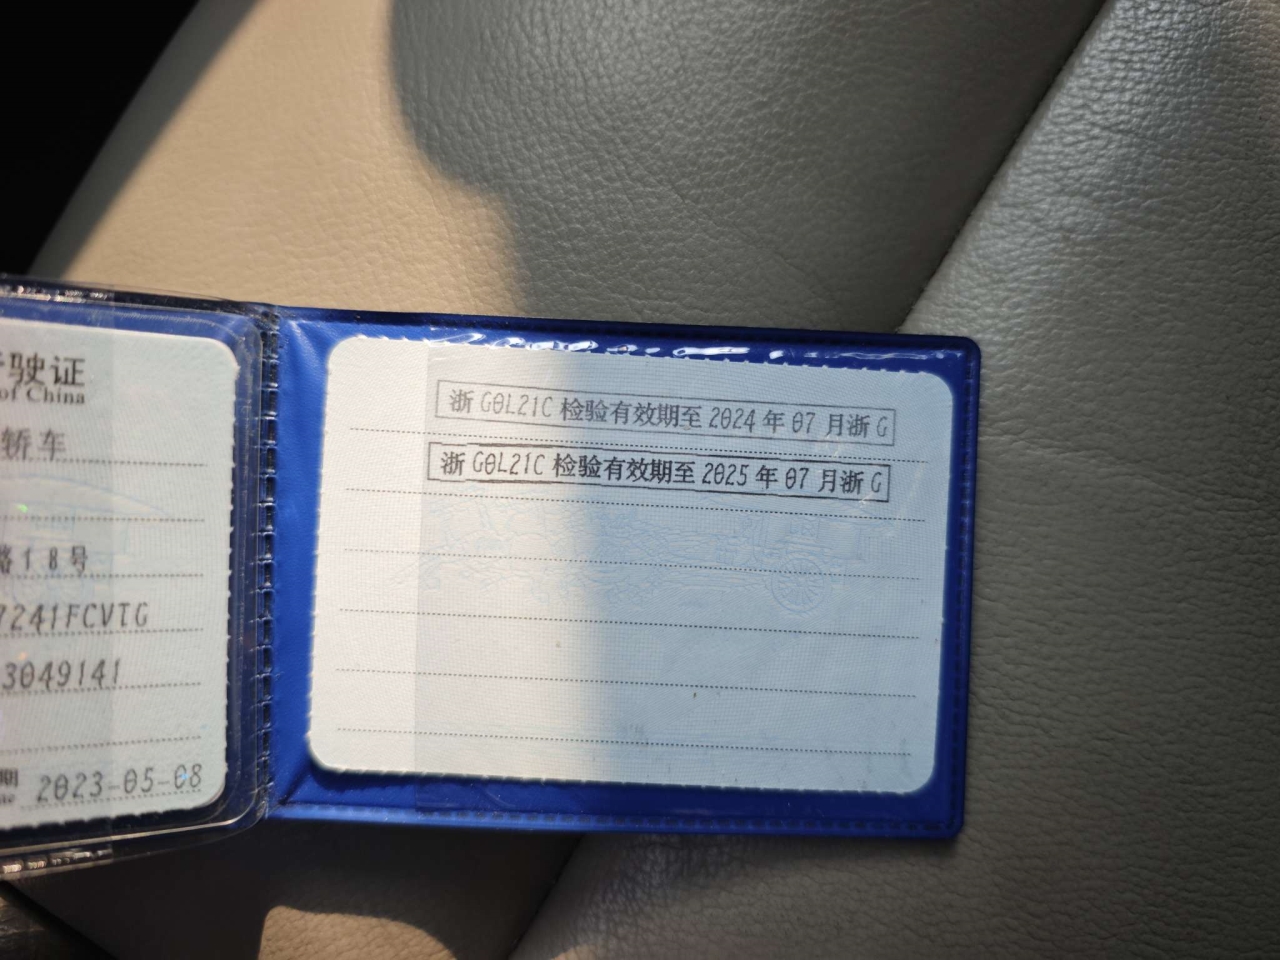 驶证
of China
轿车
路18号
7241FCVTG
3049141
期 2023-05-08
浙 G0L21C 检验有效期至 2024 年 07 月浙 G
浙 G0L21C 检验有效期至 2025 年 07 月浙 G